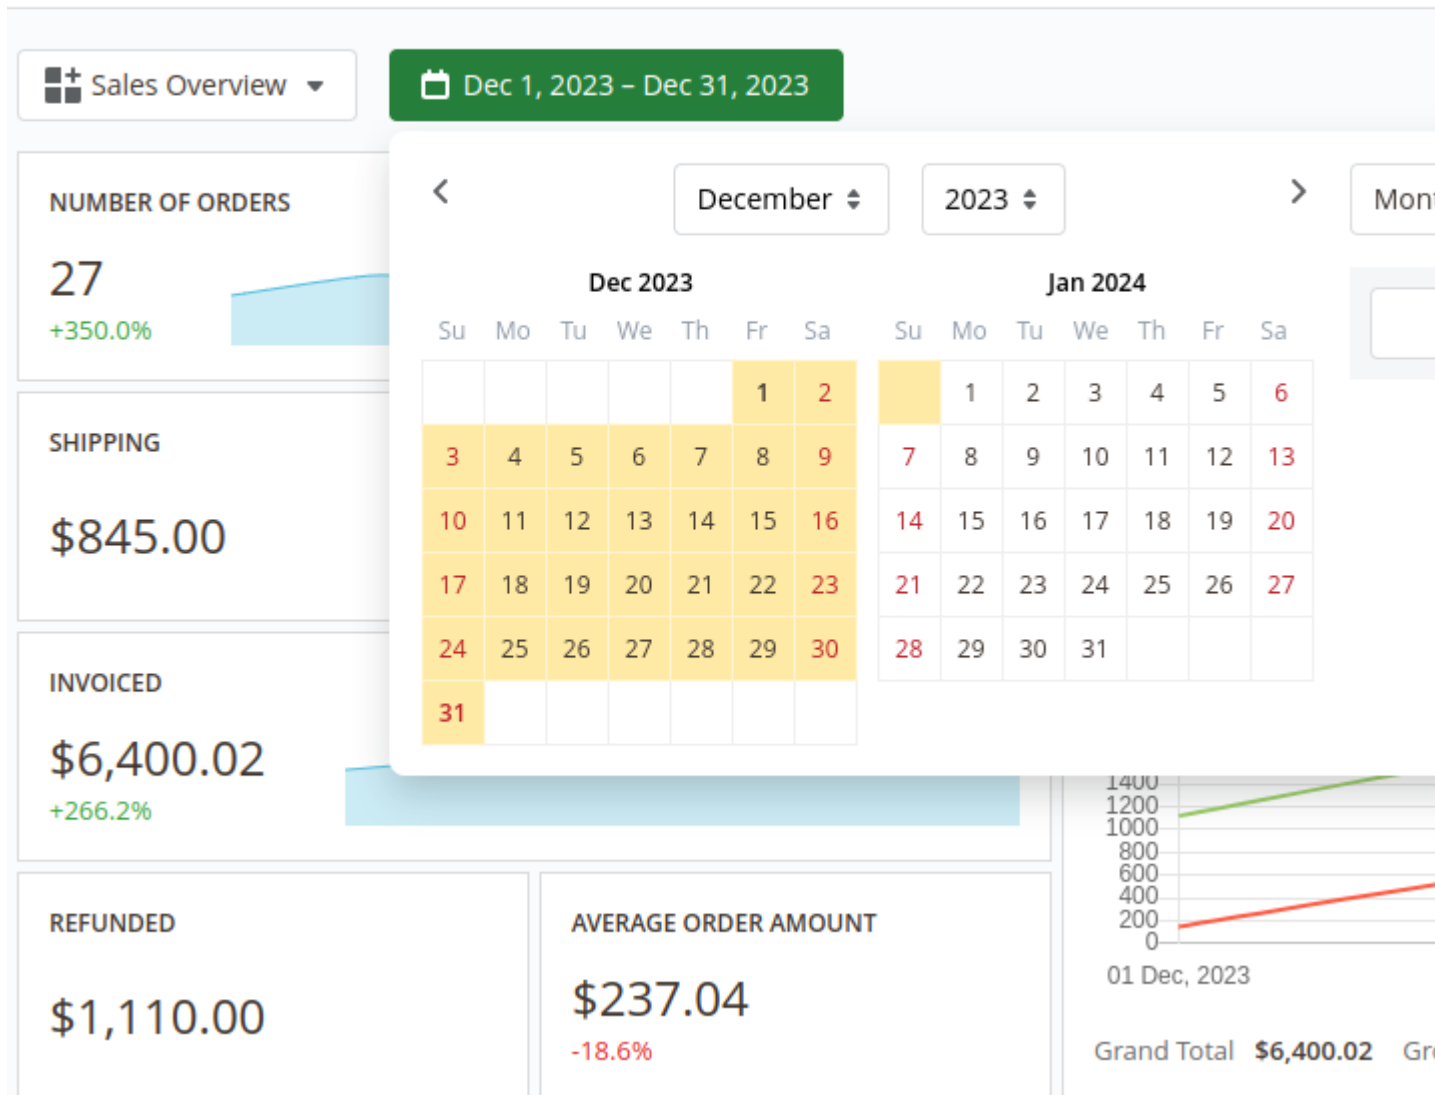 Sales Overview
Dec 1, 2023 – Dec 31, 2023
NUMBER OF ORDERS
27
+350.0%
SHIPPING
$845.00
INVOICED
$6,400.02
+266.2%
REFUNDED
$1,110.00
AVERAGE ORDER AMOUNT
$237.04
-18.6%
December
2023
Dec 2023
Su Mo Tu We Th Fr Sa
1 2
3 4 5 6 7 8 9
10 11 12 13 14 15 16
17 18 19 20 21 22 23
24 25 26 27 28 29 30
31
Jan 2024
Su Mo Tu We Th Fr Sa
1 2 3 4 5 6
7 8 9 10 11 12 13
14 15 16 17 18 19 20
21 22 23 24 25 26 27
28 29 30 31
1400
1200
1000
800
600
400
200
0
01 Dec, 2023
Grand Total $6,400.02